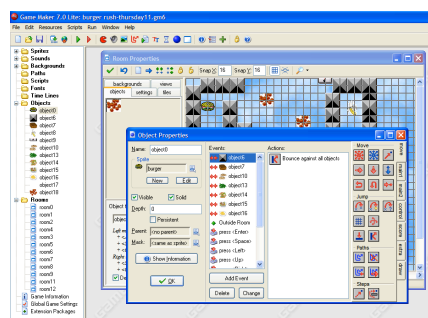 Game Maker 7.0 Lite: burger rush-thursday11.gm6
File Edit Resources Scripts Run Window Help
Sprites
Sounds
Backgrounds
Paths
Scripts
Fonts
Time Lines
Objects
object0
object6
object7
object8
object9
object10
object13
object14
object15
object16
object17
object18
Rooms
room0
room1
room2
room3
room4
room5
room6
room7
room8
room9
room10
room11
room12
Game Information
Global Game Settings
Extension Packages
Room Properties
Snap X: 16 Snap Y: 16
backgrounds views
objects settings tiles
Object t
Left m
+ <
Right
+ <
De
Object Properties
Name: object0
Sprite
burger
New Edit
Visible Solid
Depth: 0
Persistent
Parent: <no parent>
Mask: <same as sprite>
Show Information
OK
Events:
object6
object7
object10
object13
object14
object15
object16
Outside Room
press <Enter>
press <Space>
press <Left>
press <Up>
Add Event
Delete Change
Actions:
Bounce against all objects
Move
Jump
Paths
Steps
move
main1
main2
control
score
extra
draw